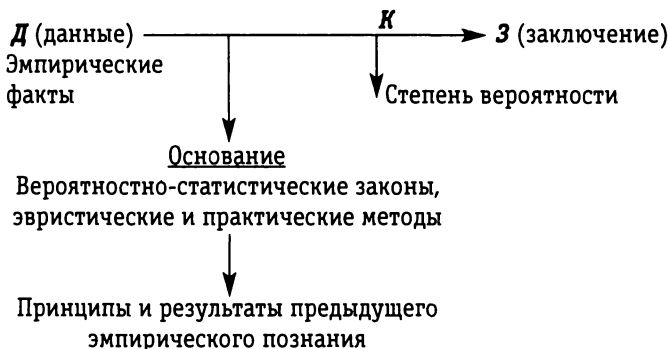 К
Д (данные) З (заключение)
Эмпирические
факты
Степень вероятности
Основание
Вероятностно-статистические законы,
эвристические и практические методы
Принципы и результаты предыдущего
эмпирического познания